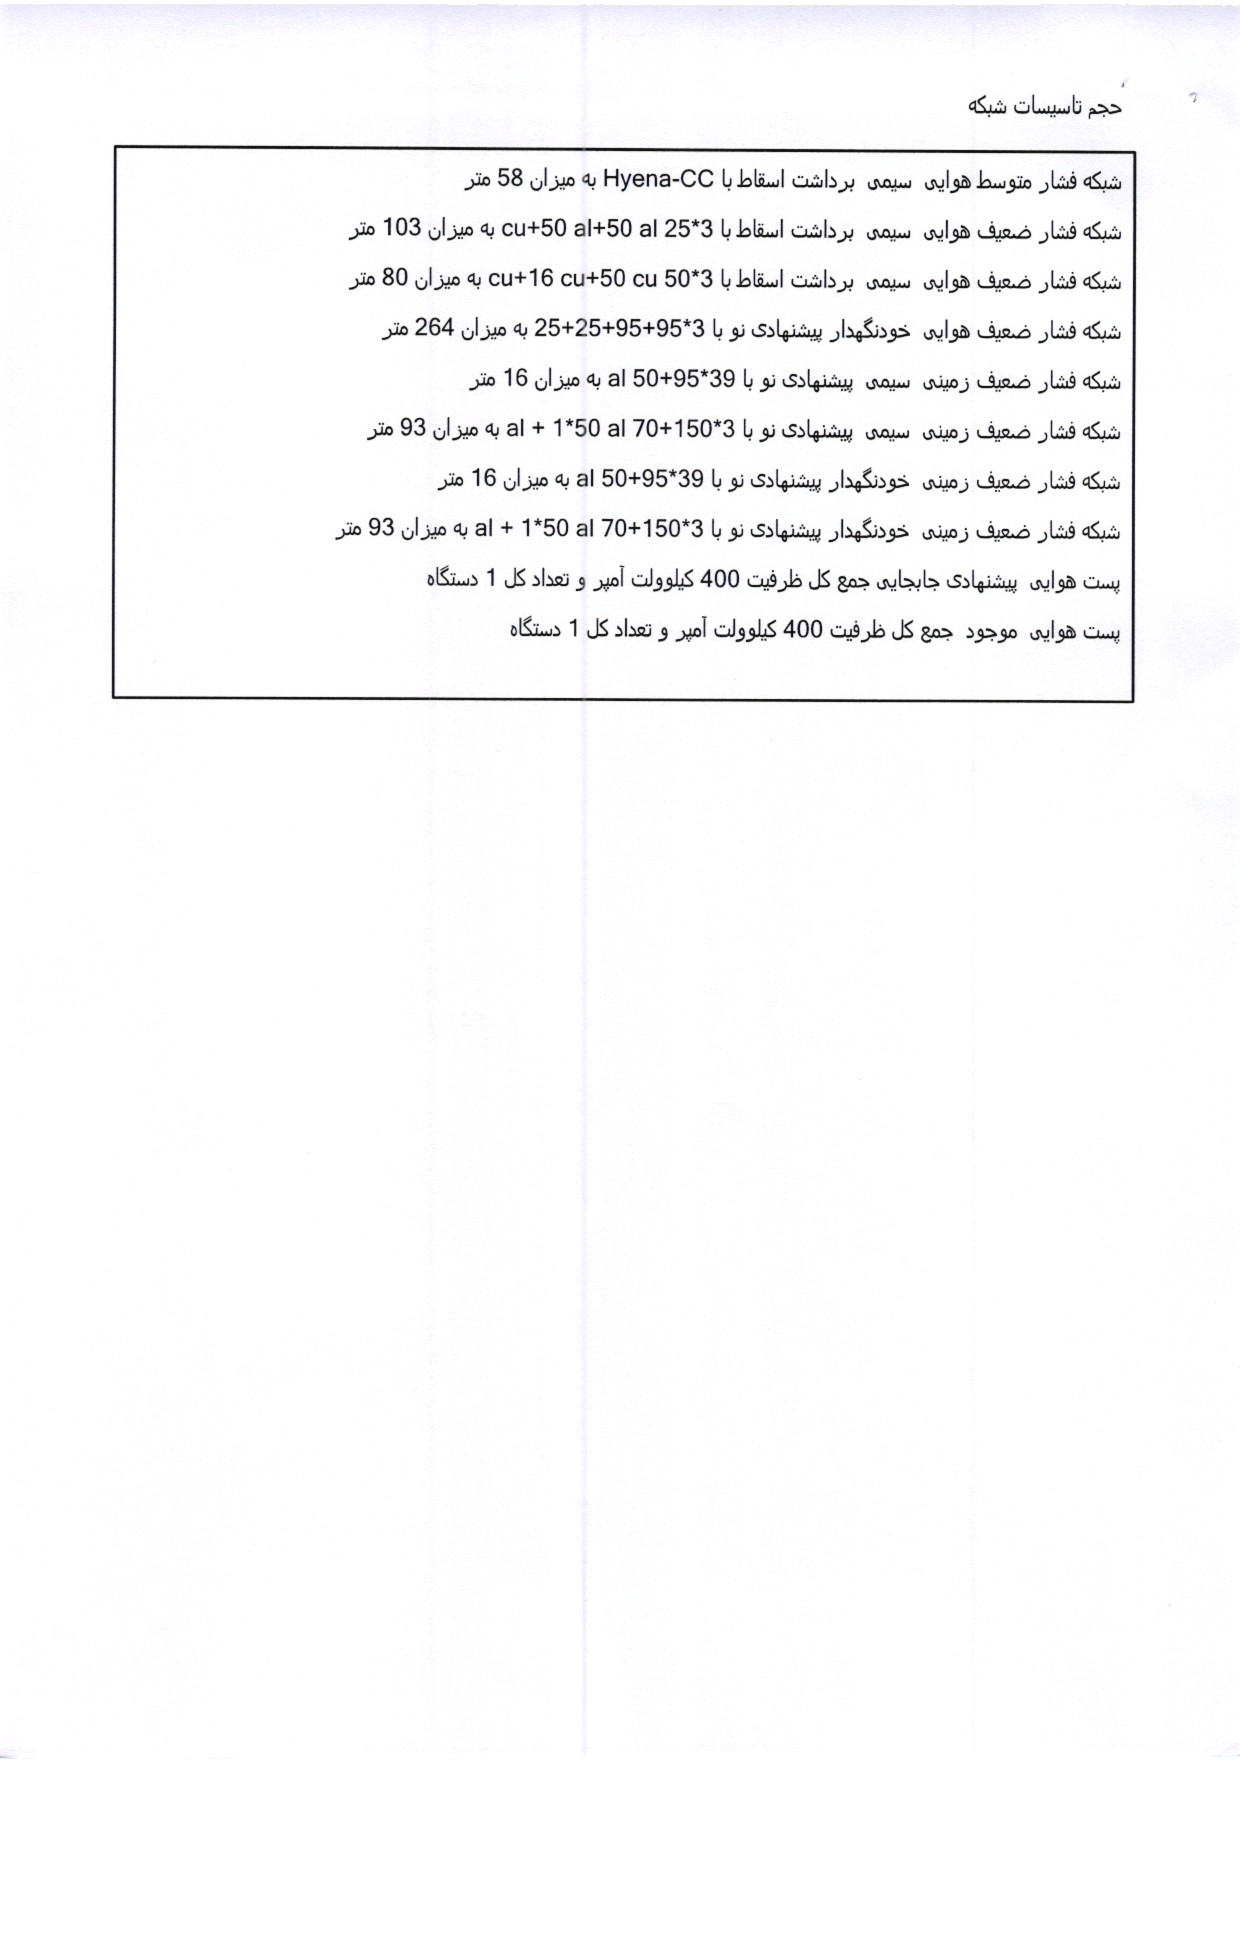 حجم تاسیسات شبکه
شبکه فشار متوسط هوایی سیمی برداشت اسقاط با Hyena-CC به میزان 58 متر
شبکه فشار ضعیف هوایی سیمی برداشت اسقاط با 3*25 cu+50 al+50 al به میزان 103 متر
شبکه فشار ضعیف هوایی سیمی برداشت اسقاط با 3*50 cu+16 cu+50 cu به میزان 80 متر
شبکه فشار ضعیف هوایی خودنگهدار پیشنهادی نو با 3*95+95+25+25 به میزان 264 متر
شبکه فشار ضعیف زمینی سیمی پیشنهادی نو با 39*95+50 al به میزان 16 متر
شبکه فشار ضعیف زمینی سیمی پیشنهادی نو با 3*150+70 al + 1*50 al به میزان 93 متر
شبکه فشار ضعیف زمینی خودنگهدار پیشنهادی نو با 39*95+50 al به میزان 16 متر
شبکه فشار ضعیف زمینی خودنگهدار پیشنهادی نو با 3*150+70 al + 1*50 al به میزان 93 متر
پست هوایی پیشنهادی جابجایی جمع کل ظرفیت 400 کیلوولت آمپر و تعداد کل 1 دستگاه
پست هوایی موجود جمع کل ظرفیت 400 کیلوولت آمپر و تعداد کل 1 دستگاه